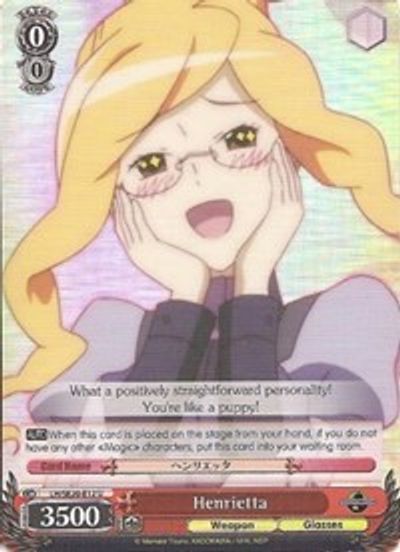 0
0
What a positively straightforward personality!
You're like a puppy!
AUTO When this card is placed on the stage from your hand, if you do not
have any other «Magic» characters, put this card into your waiting room.
Card Name ヘンリエッタ
Henrietta
3500
Weapon Glasses